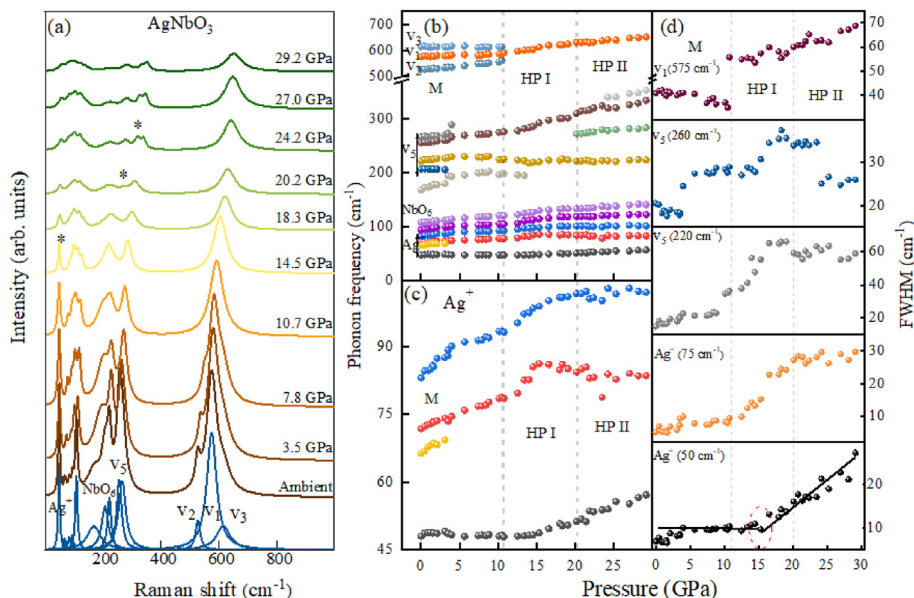 (a)
AgNbO₃
29.2 GPa
27.0 GPa
*
24.2 GPa
*
20.2 GPa
18.3 GPa
*
14.5 GPa
10.7 GPa
7.8 GPa
3.5 GPa
Ambient
V₅
NbO₆
Ag⁺
V₂ V₁ V₃
0 200 400 600 800
Raman shift (cm⁻¹)
Intensity (arb. units)
(b)
700
600
500
300
200
100
0
V₃
V₁
V₂
M
HP I
HP II
V₅
NbO₆
Ag
Phonon frequency (cm⁻¹)
(c)
Ag⁺
90
75
60
45
M
HP I
HP II
0 5 10 15 20 25
Pressure (GPa)
(d)
M
v₁(575 cm⁻¹)
HP I
HP II
70
60
50
40
v₅(260 cm⁻¹)
30
20
v₅(220 cm⁻¹)
60
40
20
Ag⁺ (75 cm⁻¹)
30
20
10
Ag⁺ (50 cm⁻¹)
20
10
0 5 10 15 20 25 30
FWHM (cm⁻¹)